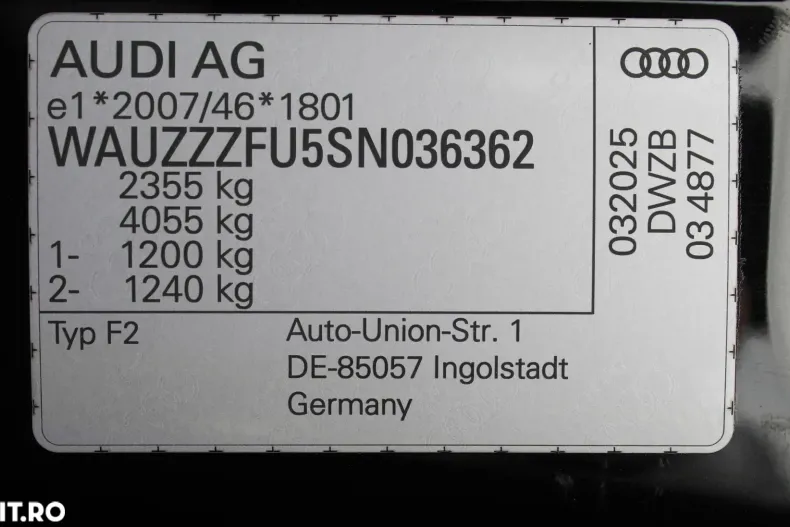 AUDI AG
e1*2007/46*1801
WAUZZZFU5SN036362
2355 kg
4055 kg
1- 1200 kg
2- 1240 kg
Typ F2
Auto-Union-Str. 1
DE-85057 Ingolstadt
Germany
032025
DWZB
03 4877
IT.RO